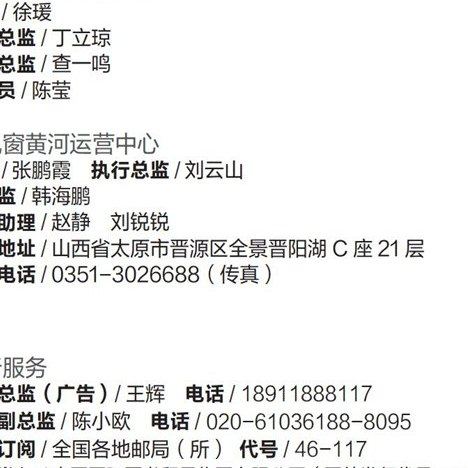 / 徐瑗
总监 / 丁立琼
总监 / 查一鸣
员 / 陈莹
窗黄河运营中心
/ 张鹏霞 执行总监 / 刘云山
监 / 韩海鹏
助理 / 赵静 刘锐锐
地址 / 山西省太原市晋源区全景晋阳湖 C 座 21 层
电话 / 0351-3026688（传真）
服务
总监（广告）/ 王辉 电话 / 18911888117
副总监 / 陈小欧 电话 / 020-61036188-8095
订阅 / 全国各地邮局（所） 代号 / 46-117